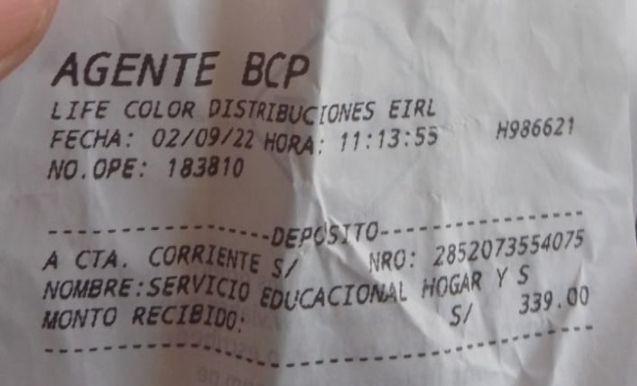 AGENTE BCP
LIFE COLOR DISTRIBUCIONES EIRL
FECHA: 02/09/22 HORA: 11:13:55 H986621
NO.OPE: 183810
--------------------DEPOSITO--------------------
A CTA. CORRIENTE S/ NRO: 2852073554075
NOMBRE:SERVICIO EDUCACIONAL HOGAR Y S
MONTO RECIBIDO: S/ 339.00
------------------------------------------------